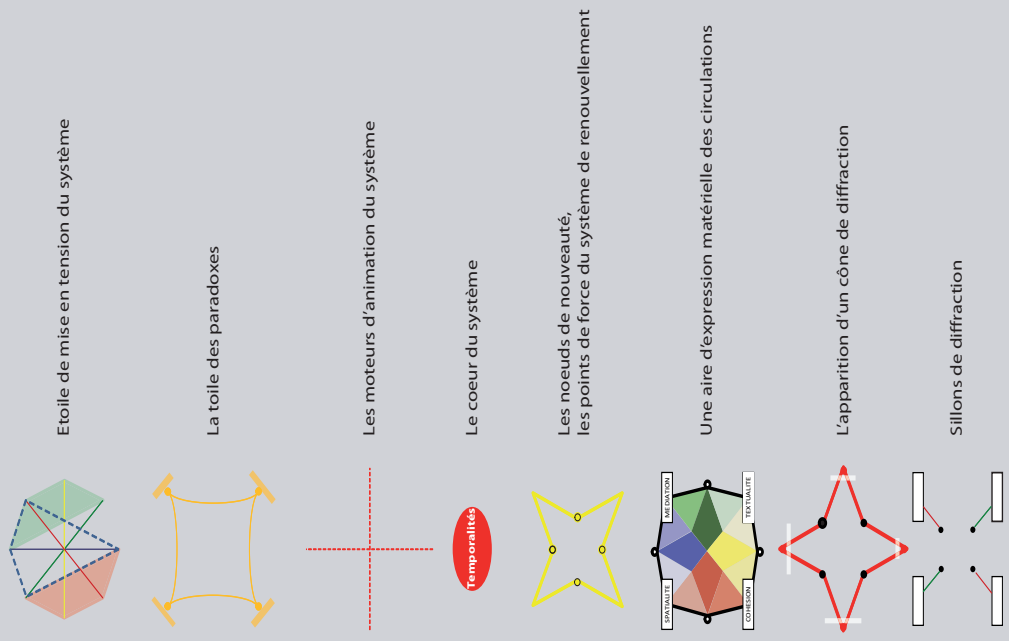 Etoile de mise en tension du système
La toile des paradoxes
Les moteurs d'animation du système
Temporalités
Le coeur du système
Les noeuds de nouveauté,
les points de force du système de renouvellement
SPATIALITE
MEDIATION
COHESION
TEXTUALITE
Une aire d'expression matérielle des circulations
L'apparition d'un cône de diffraction
Sillons de diffraction